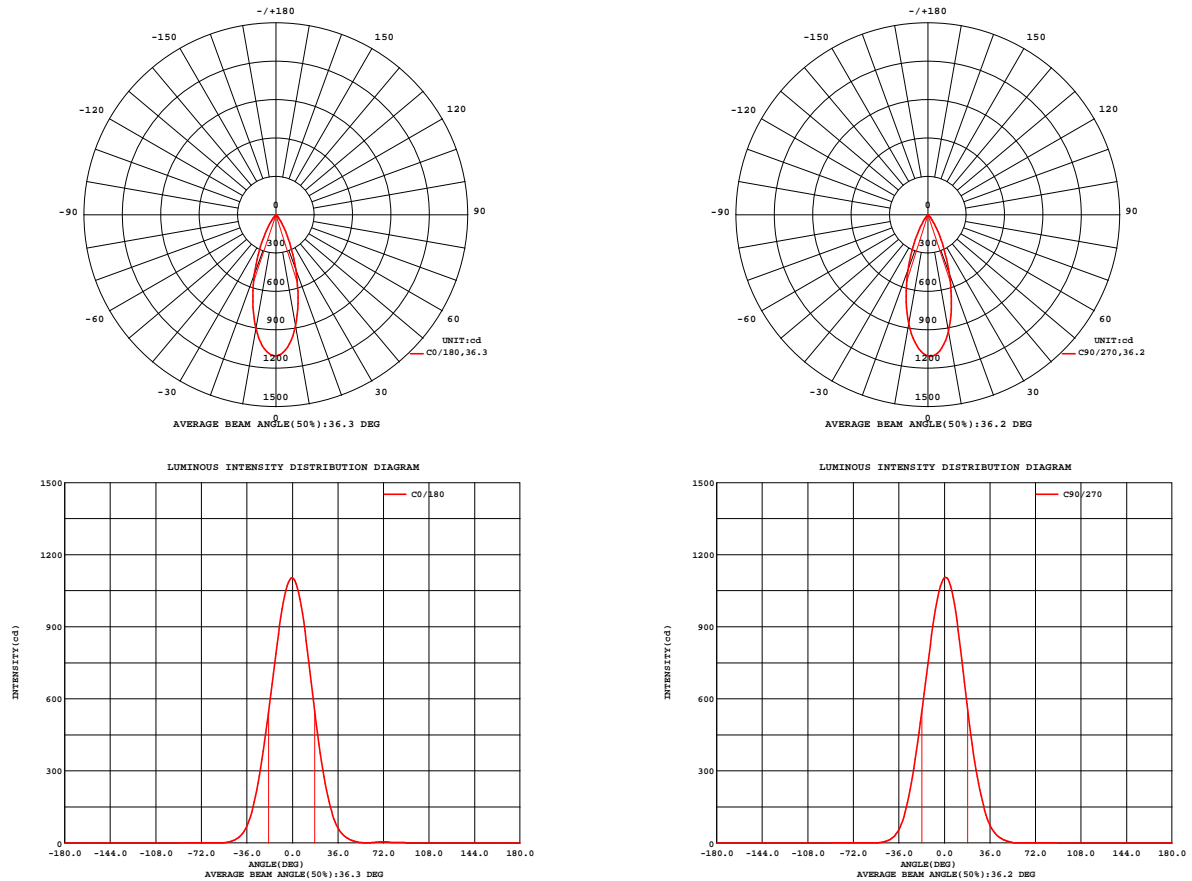 -/+180
-150 150
-120 120
-90 90
0
300
600
900
1200
1500
-60 60
-30 30
0
UNIT:cd
C0/180,36.3
AVERAGE BEAM ANGLE(50%):36.3 DEG
-/+180
-150 150
-120 120
-90 90
0
300
600
900
1200
1500
-60 60
-30 30
0
UNIT:cd
C90/270,36.2
AVERAGE BEAM ANGLE(50%):36.2 DEG
LUMINOUS INTENSITY DISTRIBUTION DIAGRAM
C0/180
1500
1200
900
600
300
0
INTENSITY(cd)
-180.0 -144.0 -108.0 -72.0 -36.0 0.0 36.0 72.0 108.0 144.0 180.0
ANGLE(DEG)
AVERAGE BEAM ANGLE(50%):36.3 DEG
LUMINOUS INTENSITY DISTRIBUTION DIAGRAM
C90/270
1500
1200
900
600
300
0
INTENSITY(cd)
-180.0 -144.0 -108.0 -72.0 -36.0 0.0 36.0 72.0 108.0 144.0 180.0
ANGLE(DEG)
AVERAGE BEAM ANGLE(50%):36.2 DEG